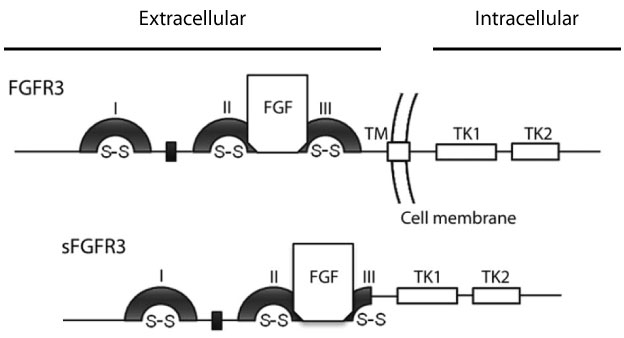 Extracellular Intracellular
FGFR3
I II FGF III
TM TK1 TK2
S-S S-S S-S
Cell membrane
sFGFR3
I II FGF III TK1 TK2
S-S S-S S-S